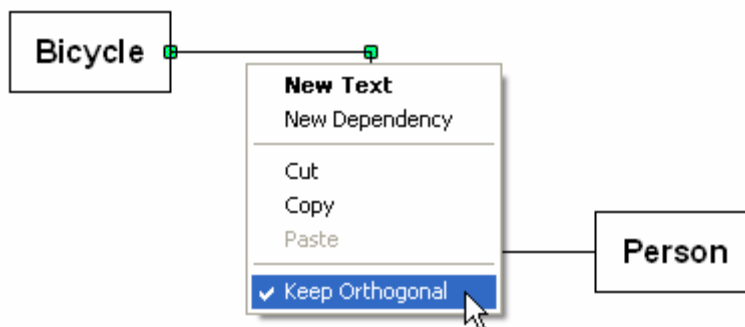 Bicycle
New Text
New Dependency
Cut
Copy
Paste
Keep Orthogonal
Person